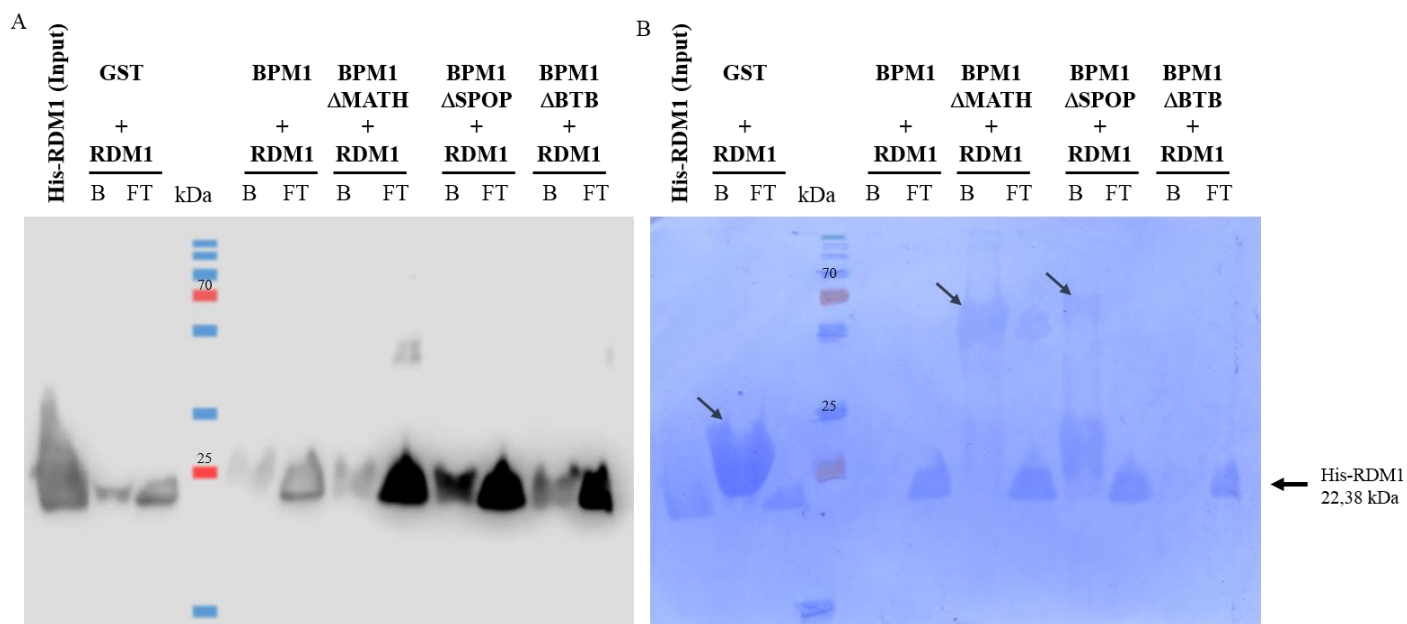 A
His-RDM1 (Input)
GST
+
RDM1
B FT
kDa
BPM1
+
RDM1
B FT
BPM1
ΔMATH
+
RDM1
B FT
BPM1
ΔSPOP
+
RDM1
B FT
BPM1
ΔBTB
+
RDM1
B FT
70
25
B
His-RDM1 (Input)
GST
+
RDM1
B FT
kDa
BPM1
+
RDM1
B FT
BPM1
ΔMATH
+
RDM1
B FT
BPM1
ΔSPOP
+
RDM1
B FT
BPM1
ΔBTB
+
RDM1
B FT
70
25
His-RDM1
22,38 kDa